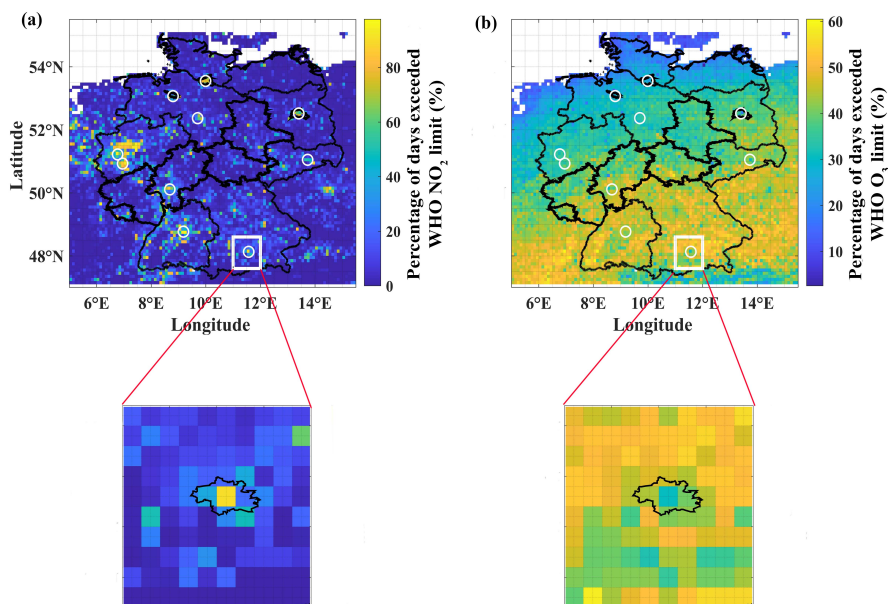 (a)
54°N
52°N
50°N
48°N
Latitude
6°E 8°E 10°E 12°E 14°E
Longitude
80
60
40
20
0
Percentage of days exceeded
WHO NO₂ limit (%)
(b)
6°E 8°E 10°E 12°E 14°E
Longitude
60
50
40
30
20
10
Percentage of days exceeded
WHO O₃ limit (%)